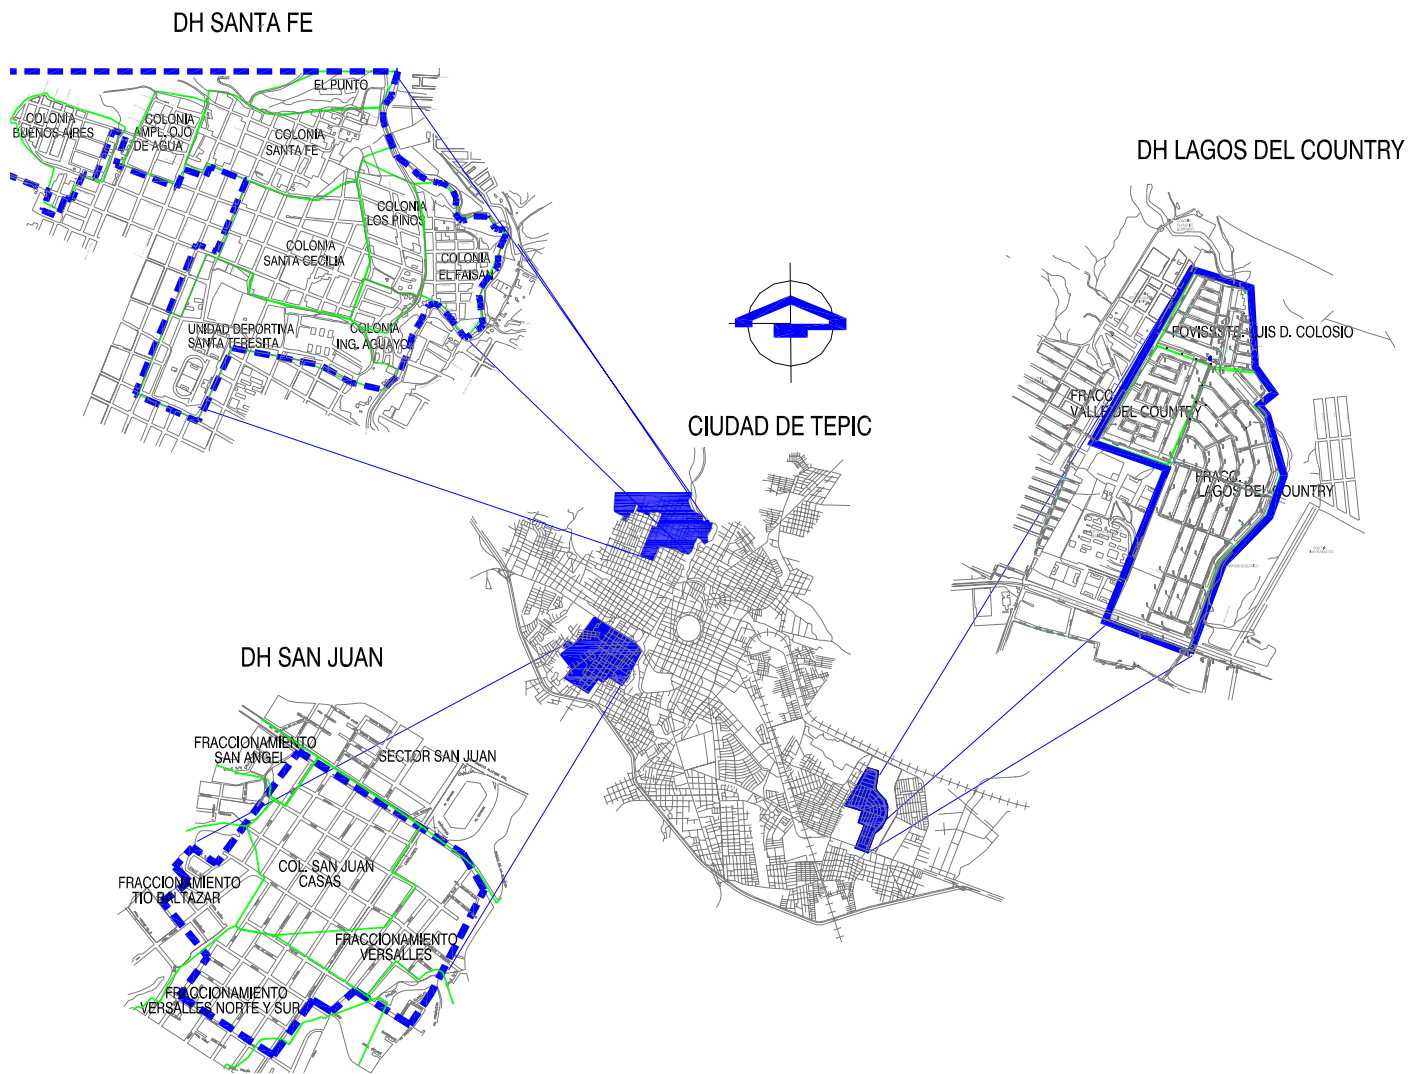 DH SANTA FE
EL PUNTO
COLONIA
BUENOS AIRES
COLONIA
AMPL. OJO
DE AGUA
COLONIA
SANTA FE
COLONIA
LOS PINOS
COLONIA
SANTA CECILIA
COLONIA
EL FAISAN
UNIDAD DEPORTIVA
SANTA TERESITA
COLONIA
ING. AGUAYO
DH LAGOS DEL COUNTRY
FOVISSSTE. LUIS D. COLOSIO
FRACC.
VALLE DEL COUNTRY
FRACC.
LAGOS DEL COUNTRY
CIUDAD DE TEPIC
DH SAN JUAN
FRACCIONAMIENTO
SAN ANGEL
SECTOR SAN JUAN
COL. SAN JUAN
CASAS
FRACCIONAMIENTO
TIO BALTAZAR
FRACCIONAMIENTO
VERSALLES
FRACCIONAMIENTO
VERSALLES NORTE Y SUR